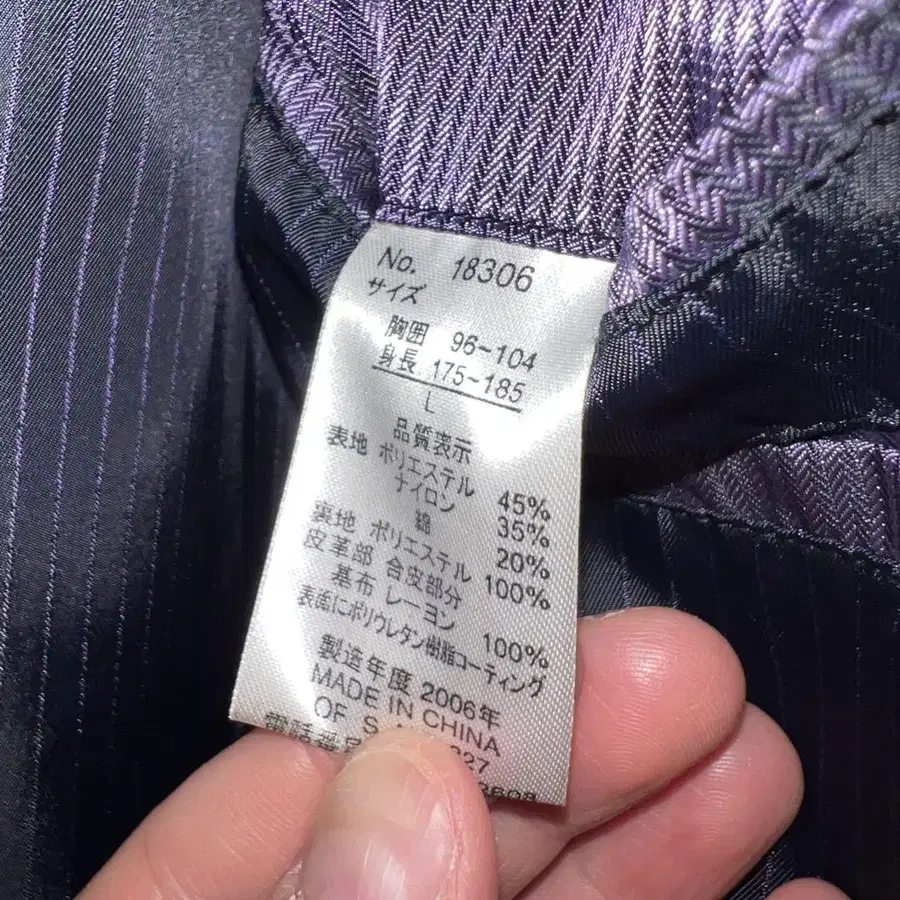 No. 18306
サイズ
胸囲 96-104
身長 175-185
L
品質表示
表地 ポリエステル 45%
ナイロン 35%
綿 20%
裏地 ポリエステル 100%
皮革部 合皮部分
基布 レーヨン 100%
表面にポリウレタン樹脂コーティング
製造年度 2006年
MADE IN CHINA
OF S